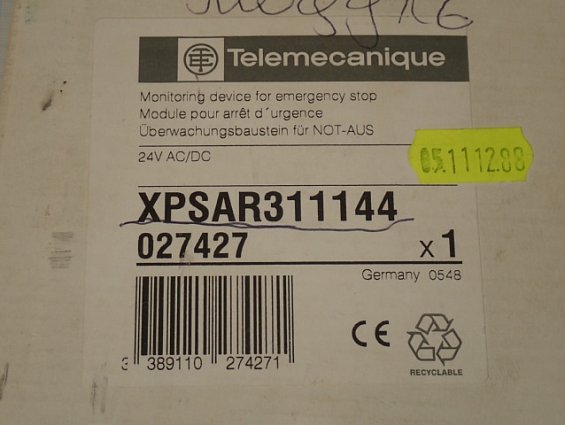 Telemecanique
Monitoring device for emergency stop
Module pour arrêt d´urgence
Überwachungsbaustein für NOT-AUS
24V AC/DC
05.1112.88
XPSAR311144
027427
x 1
Germany 0548
3 389110 274271
CE
RECYCLABLE